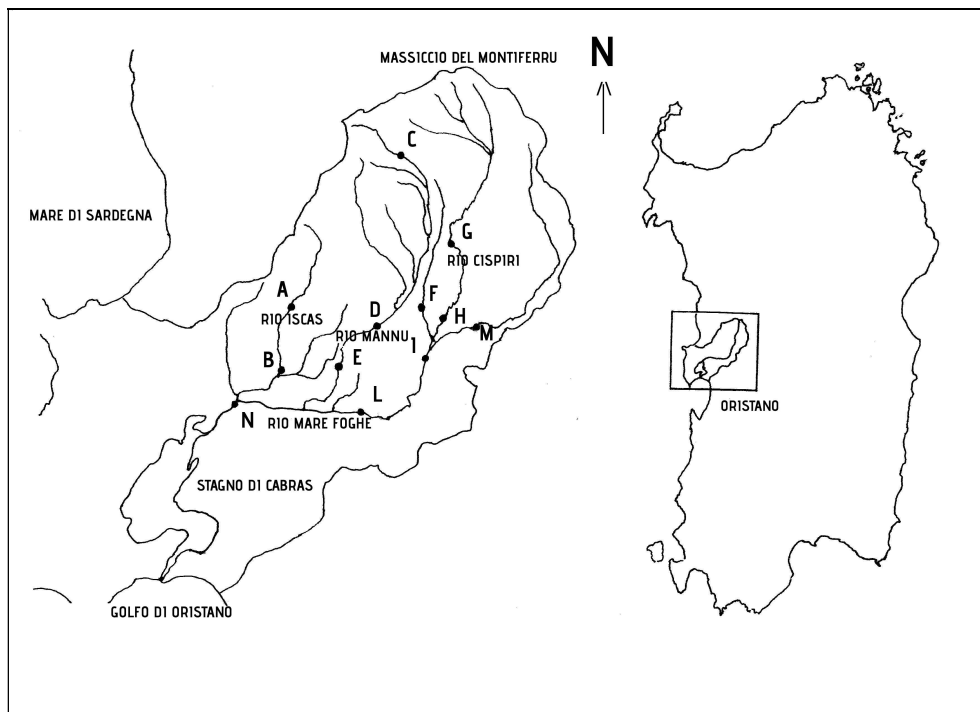 MASSICCIO DEL MONTIFERRU
N
C
MARE DI SARDEGNA
G
RIO CISPIRI
A
RIO ISCAS
F
D
H
RIO MANNU
M
I
B
E
L
N
RIO MARE FOGHE
ORISTANO
STAGNO DI CABRAS
GOLFO DI ORISTANO